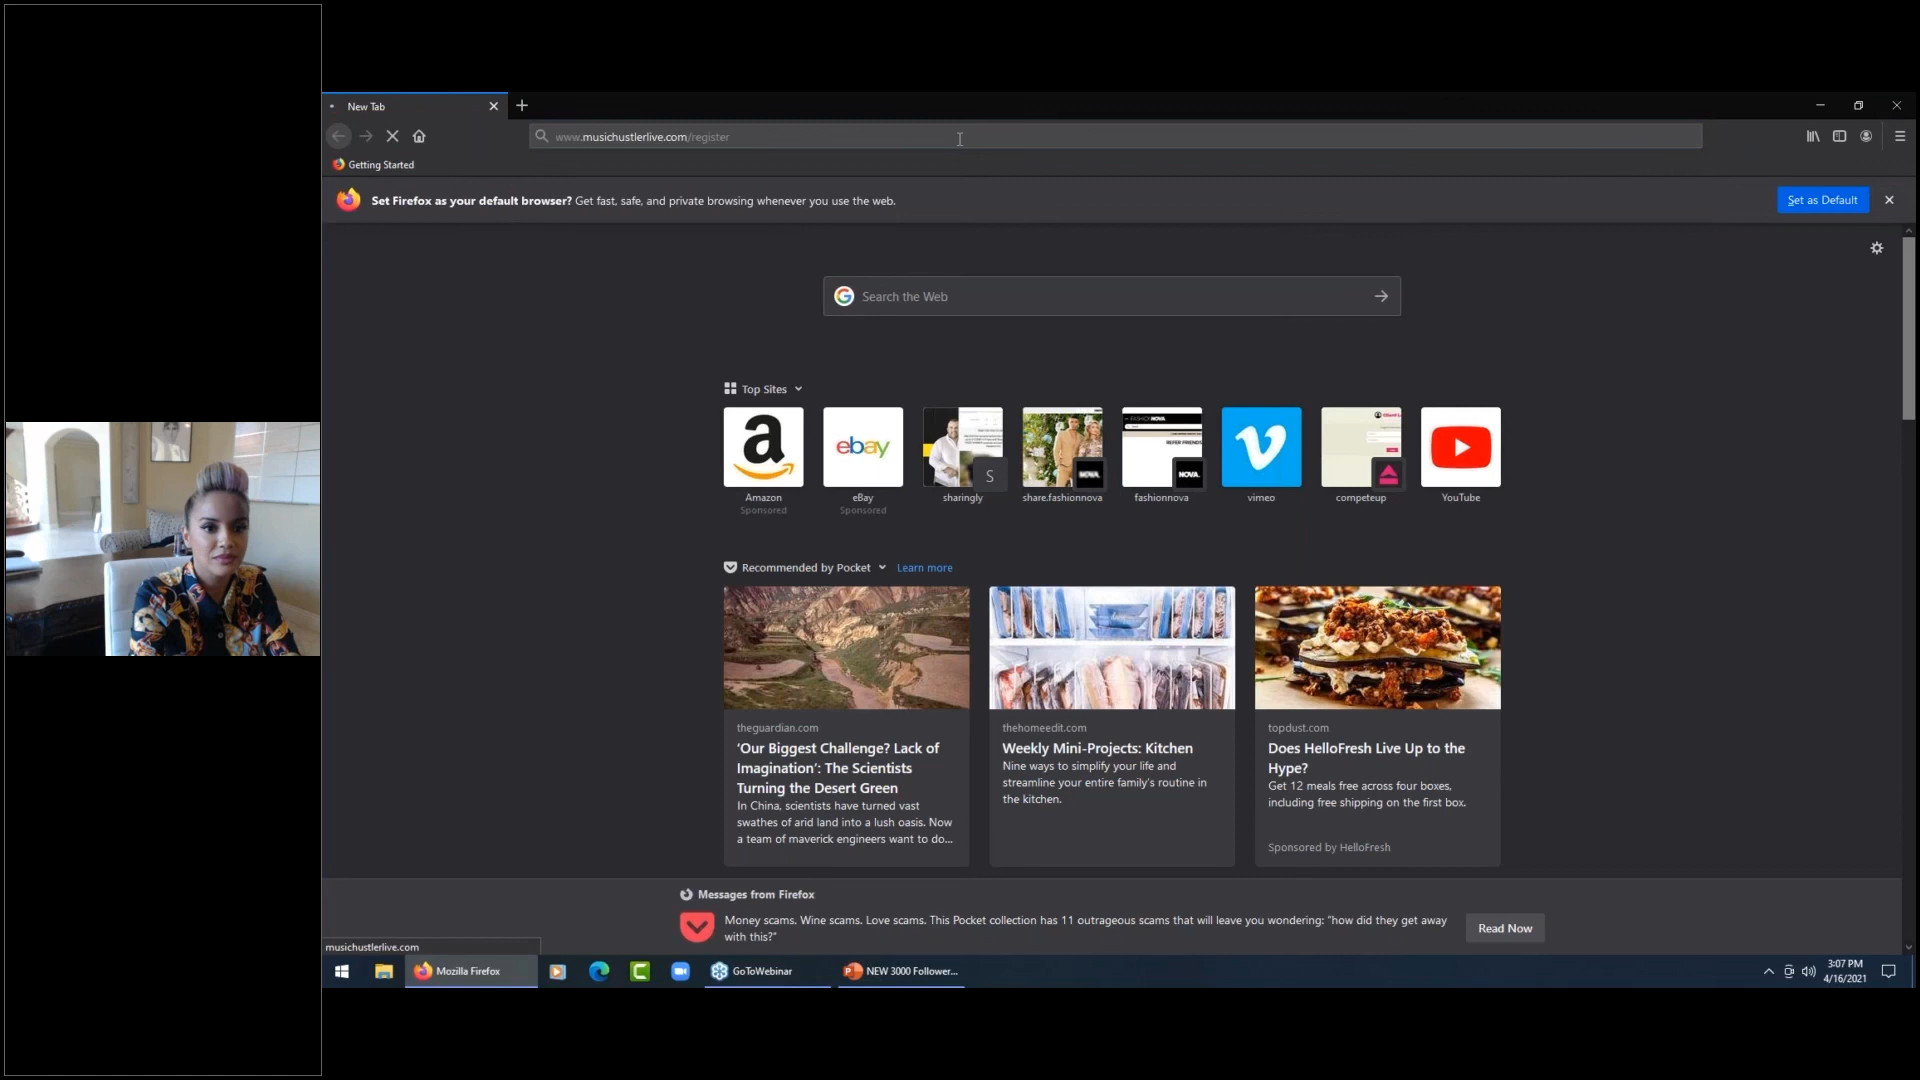 New Tab
www.musichustlerlive.com/register
Getting Started
Set Firefox as your default browser? Get fast, safe, and private browsing whenever you use the web.
Set as Default
Search the Web
Top Sites
a
ebay
S
NOVA.
FASHION NOVA
REFER FRIENDS
NOVA.
Amazon
Sponsored
eBay
Sponsored
sharingly
share.fashionnova
fashionnova
vimeo
competeup
YouTube
Recommended by Pocket
Learn more
theguardian.com
‘Our Biggest Challenge? Lack of
Imagination’: The Scientists
Turning the Desert Green
In China, scientists have turned vast
swathes of arid land into a lush oasis. Now
a team of maverick engineers want to do...
thehomeedit.com
Weekly Mini-Projects: Kitchen
Nine ways to simplify your life and
streamline your entire family’s routine in
the kitchen.
topdust.com
Does HelloFresh Live Up to the
Hype?
Get 12 meals free across four boxes,
including free shipping on the first box.
Sponsored by HelloFresh
Messages from Firefox
Money scams. Wine scams. Love scams. This Pocket collection has 11 outrageous scams that will leave you wondering: "how did they get away
with this?"
Read Now
musichustlerlive.com
Mozilla Firefox
GoToWebinar
NEW 3000 Follower...
3:07 PM
4/16/2021